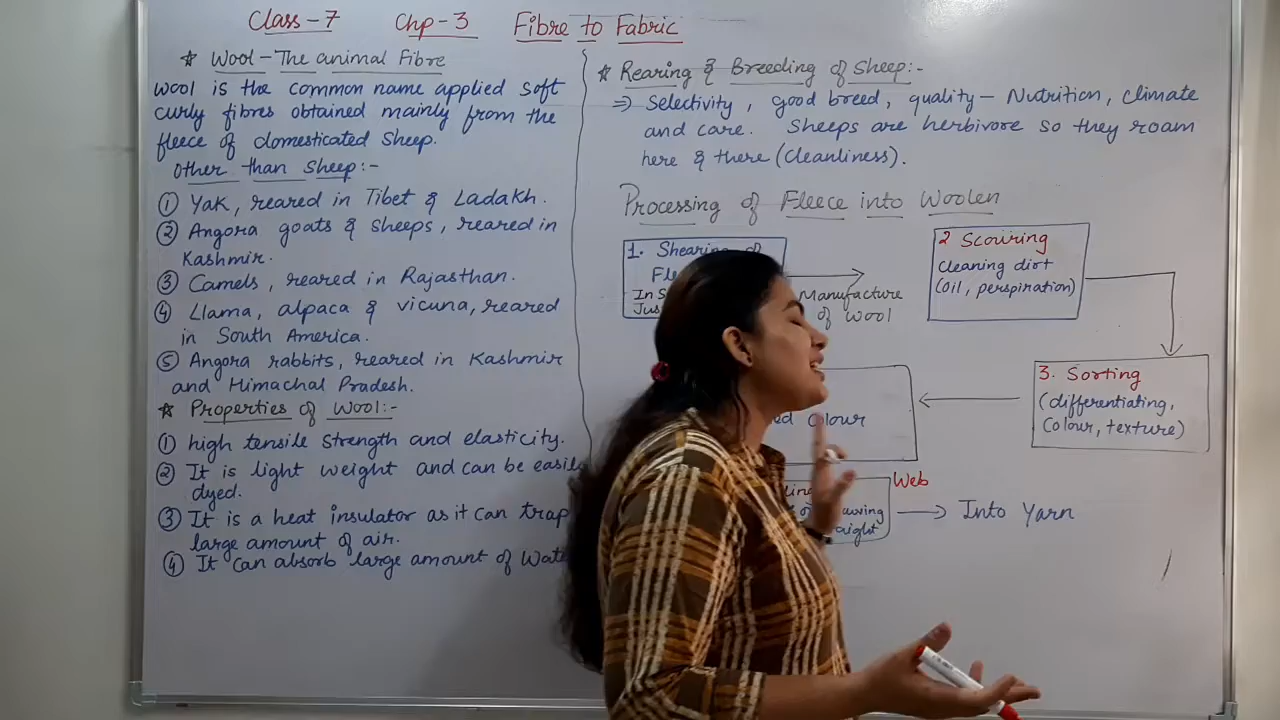 Class-7 Chp-3 Fibre to Fabric
* Wool-The animal Fibre
Wool is the common name applied soft
curly fibres obtained mainly from the
fleece of domesticated sheep.
Other than Sheep:-
① Yak, reared in Tibet & Ladakh.
② Angora goats & sheeps, reared in
Kashmir.
③ Camels, reared in Rajasthan.
④ Llama, alpaca & vicuna, reared
in South America.
⑤ Angora rabbits, reared in Kashmir
and Himachal Pradesh.
* Properties of Wool:-
① high tensile strength and elasticity.
② It is light weight and can be easily
dyed.
③ It is a heat insulator as it can trap
large amount of air.
④ It can absorb large amount of
* Rearing & Breeding of Sheep:-
⇒ Selectivity, good breed, quality- Nutrition, Climate
and care. Sheeps are herbivore so they roam
here & there (Cleanliness).
Processing of Fleece into Woolen
1. Shearing of
In
Manufacture
of Wool
2 Scouring
Cleaning dirt
(oil, perspiration)
3. Sorting
(differentiating,
colour, texture)
colour
Web
Into Yarn